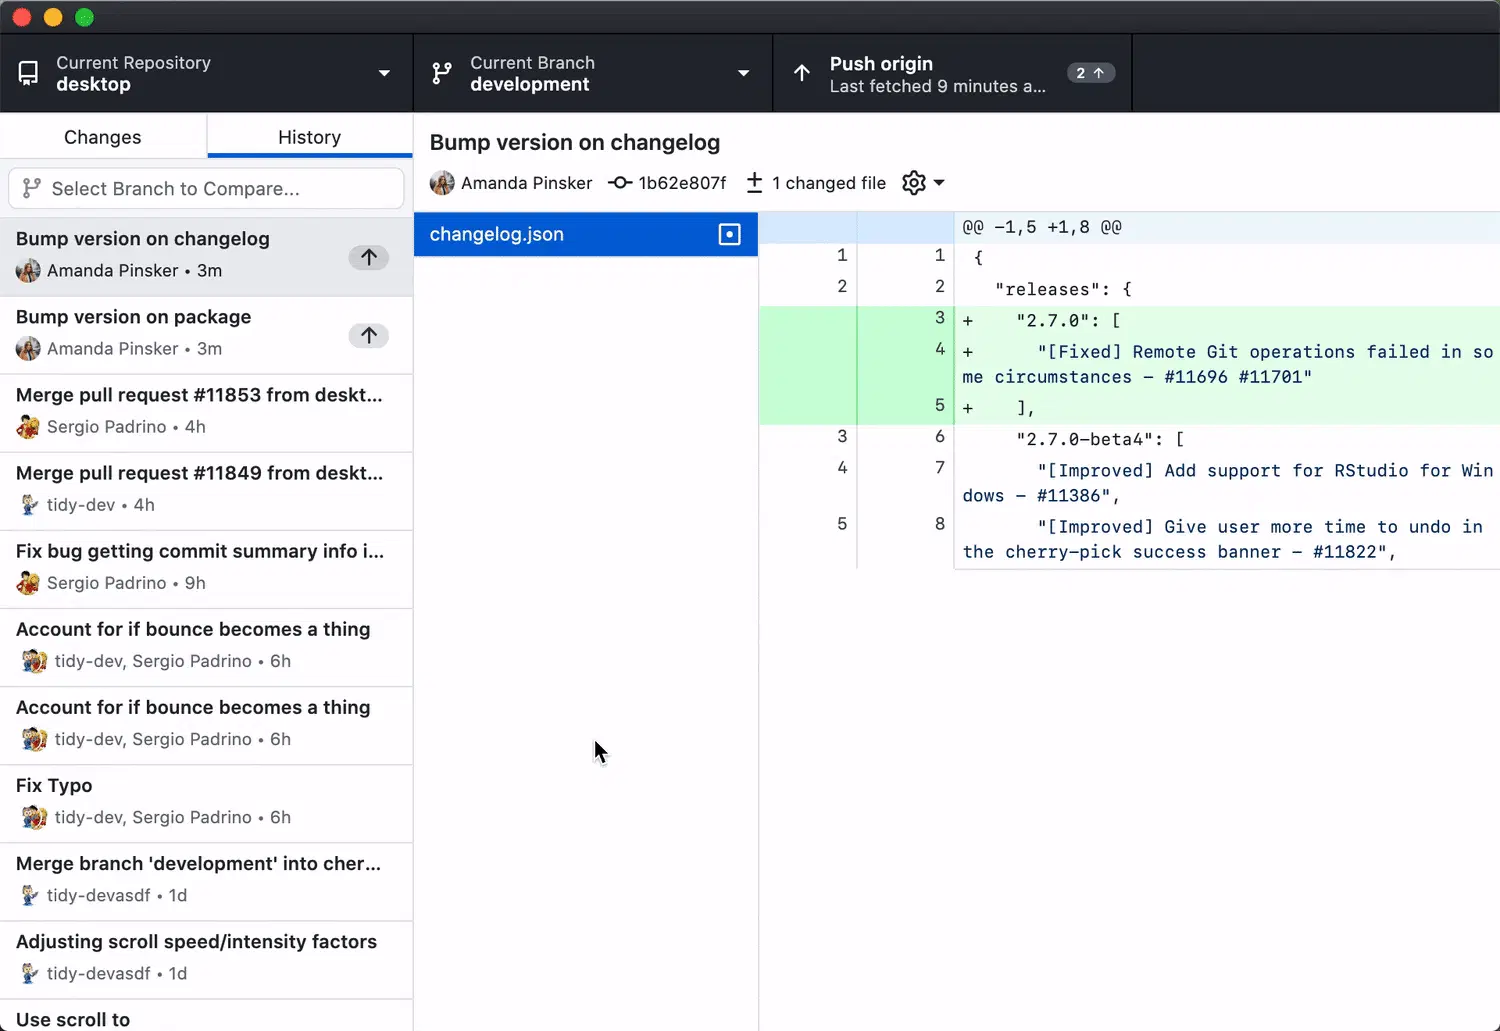 Current Repository
desktop
Current Branch
development
Push origin
Last fetched 9 minutes a...
2
Changes
History
Select Branch to Compare...
Bump version on changelog
Amanda Pinsker • 3m
Bump version on package
Amanda Pinsker • 3m
Merge pull request #11853 from deskt...
Sergio Padrino • 4h
Merge pull request #11849 from deskt...
tidy-dev • 4h
Fix bug getting commit summary info i...
Sergio Padrino • 9h
Account for if bounce becomes a thing
tidy-dev, Sergio Padrino • 6h
Account for if bounce becomes a thing
tidy-dev, Sergio Padrino • 6h
Fix Typo
tidy-dev, Sergio Padrino • 6h
Merge branch 'development' into cher...
tidy-devasdf • 1d
Adjusting scroll speed/intensity factors
tidy-devasdf • 1d
Use scroll to
Bump version on changelog
Amanda Pinsker 1b62e807f 1 changed file
changelog.json
@@ -1,5 +1,8 @@
1 1 {
2 2 "releases": {
3 + "2.7.0": [
4 + "[Fixed] Remote Git operations failed in so
me circumstances - #11696 #11701"
5 + ],
3 6 "2.7.0-beta4": [
4 7 "[Improved] Add support for RStudio for Win
dows - #11386",
5 8 "[Improved] Give user more time to undo in
the cherry-pick success banner - #11822",